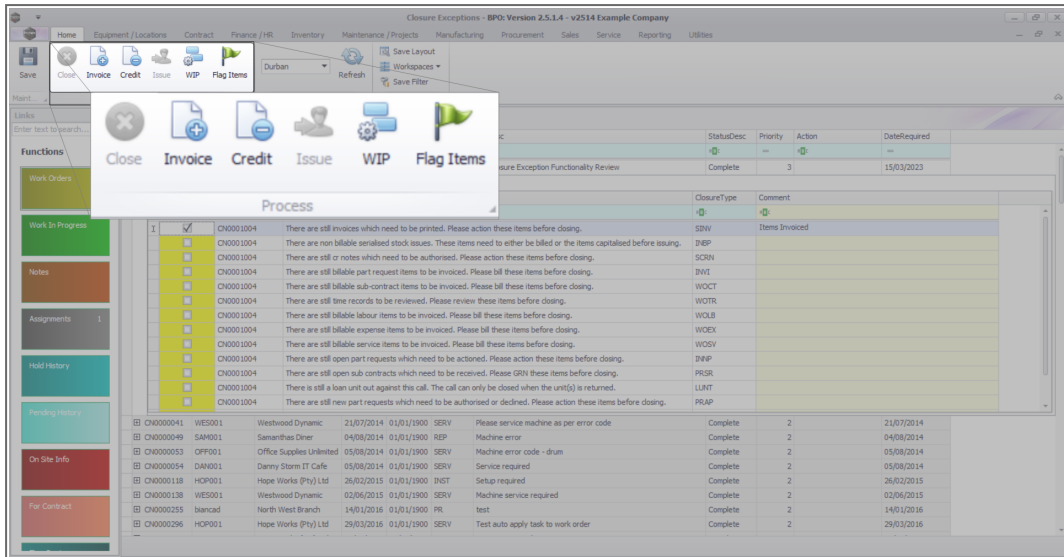 Closure Exceptions - BPO: Version 2.5.1.4 - v2514 Example Company
Home Equipment / Locations Contract Finance / HR Inventory Maintenance / Projects Manufacturing Procurement Sales Service Reporting Utilities
Save Close Invoice Credit Issue WIP Flag Items Durban Refresh
Save Layout
Workspaces
Save Filter
Maint...
Close Invoice Credit Issue WIP Flag Items
Process
Links
Enter text to search...
Functions
Work Orders
Work In Progress
Notes
Assignments 1
Hold History
Pending History
On Site Info
For Contract
StatusDesc Priority Action DateRequired
losure Exception Functionality Review Complete 3 15/03/2023
ClosureType Comment
CN0001004 There are still invoices which need to be printed. Please action these items before closing. SINV Items Invoiced
CN0001004 There are non billable serialised stock issues. These items need to either be billed or the items capitalised before issuing. INBP
CN0001004 There are still cr notes which need to be authorised. Please action these items before closing. SCRN
CN0001004 There are still billable part request items to be invoiced. Please bill these items before closing. INVI
CN0001004 There are still billable sub-contract items to be invoiced. Please bill these items before closing. WOCT
CN0001004 There are still time records to be reviewed. Please review these items before closing. WOTR
CN0001004 There are still billable labour items to be invoiced. Please bill these items before closing. WOLB
CN0001004 There are still billable expense items to be invoiced. Please bill these items before closing. WOEX
CN0001004 There are still billable service items to be invoiced. Please bill these items before closing. WOSV
CN0001004 There are still open part requests which need to be actioned. Please action these items before closing. INNP
CN0001004 There are still open sub contracts which need to be received. Please GRN these items before closing. PRSR
CN0001004 There is still a loan unit out against this call. The call can only be closed when the unit(s) is returned. LUNT
CN0001004 There are still new part requests which need to be authorised or declined. Please action these items before closing. PRAP
CN0000041 WES001 Westwood Dynamic 21/07/2014 01/01/1900 SERV Please service machine as per error code Complete 2 21/07/2014
CN0000049 SAM001 Samanthas Diner 04/08/2014 01/01/1900 REP Machine error Complete 2 04/08/2014
CN0000053 OFF001 Office Supplies Unlimited 05/08/2014 01/01/1900 SERV Machine error code - drum Complete 2 05/08/2014
CN0000054 DAN001 Danny Storm IT Cafe 05/08/2014 01/01/1900 SERV Service required Complete 2 05/08/2014
CN0000118 HOP001 Hope Works (Pty) Ltd 26/02/2015 01/01/1900 INST Setup required Complete 2 26/02/2015
CN0000138 WES001 Westwood Dynamic 02/06/2015 01/01/1900 SERV Machine service required Complete 2 02/06/2015
CN0000255 biancad North West Branch 14/01/2016 01/01/1900 PR test Complete 2 14/01/2016
CN0000296 HOP001 Hope Works (Pty) Ltd 29/03/2016 01/01/1900 SERV Test auto apply task to work order Complete 2 29/03/2016